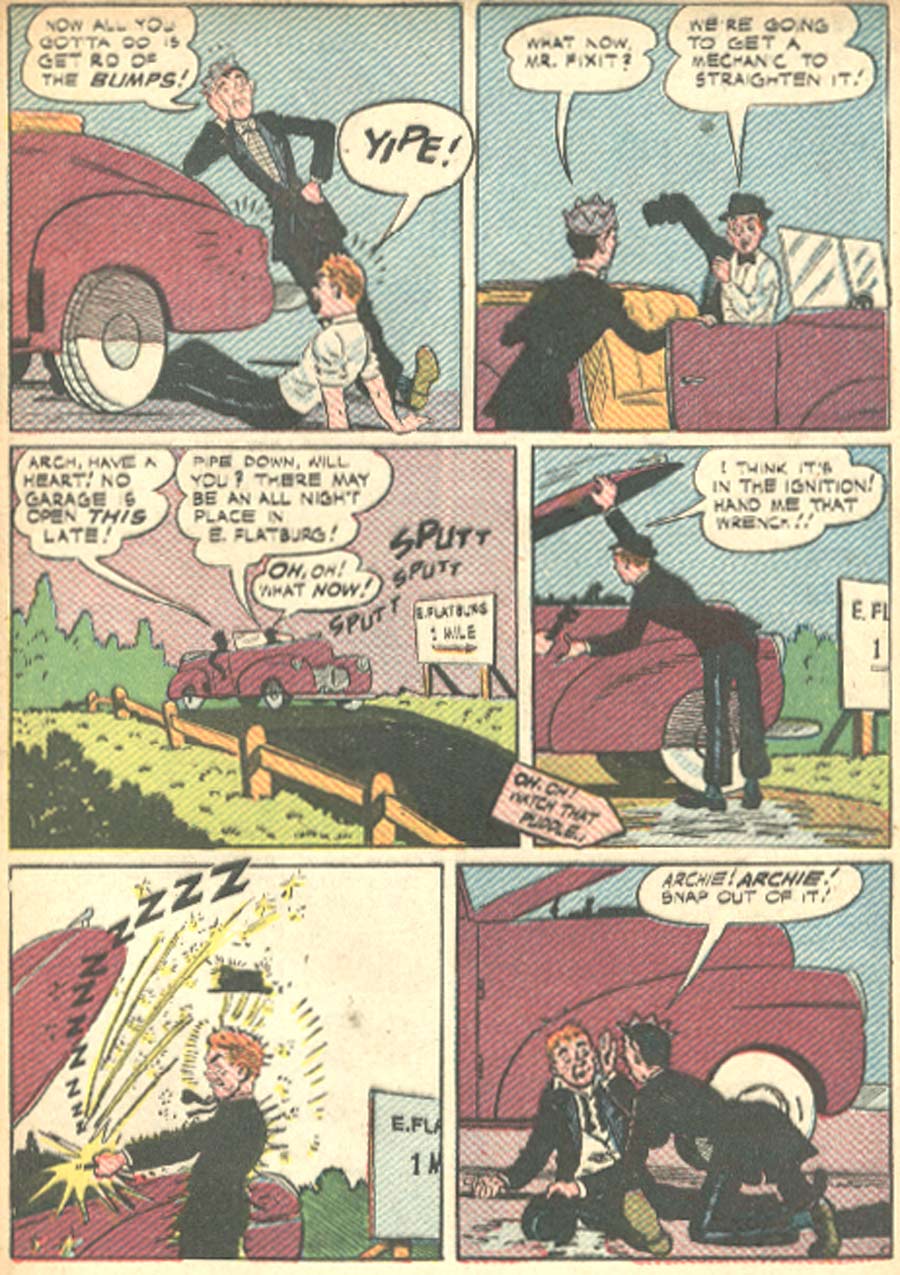 NOW ALL YOU
GOTTA DO IS
GET RD OF
THE BUMPS!
YIPE!
WHAT NOW,
MR. FIXIT?
WE'RE GOING
TO GET A
MECHANIC TO
STRAIGHTEN IT!
ARCH, HAVE A
HEART! NO
GARAGE IS
OPEN THIS
LATE!
PIPE DOWN, WILL
YOU? THERE MAY
BE AN ALL NIGHT
PLACE IN
E. FLATBURG!
OH, OH!
WHAT NOW!
SPUTT
SPUTT
SPUTT
E. FLATBURG
1 MILE
I THINK IT'S
IN THE IGNITION!
HAND ME THAT
WRENCH!!
E. FL
1
OH, OH!
WATCH THAT
PUDDLE..
ZZZZZZZZZZZZ
E. FLA
1 M
ARCHIE! ARCHIE!
SNAP OUT OF IT!